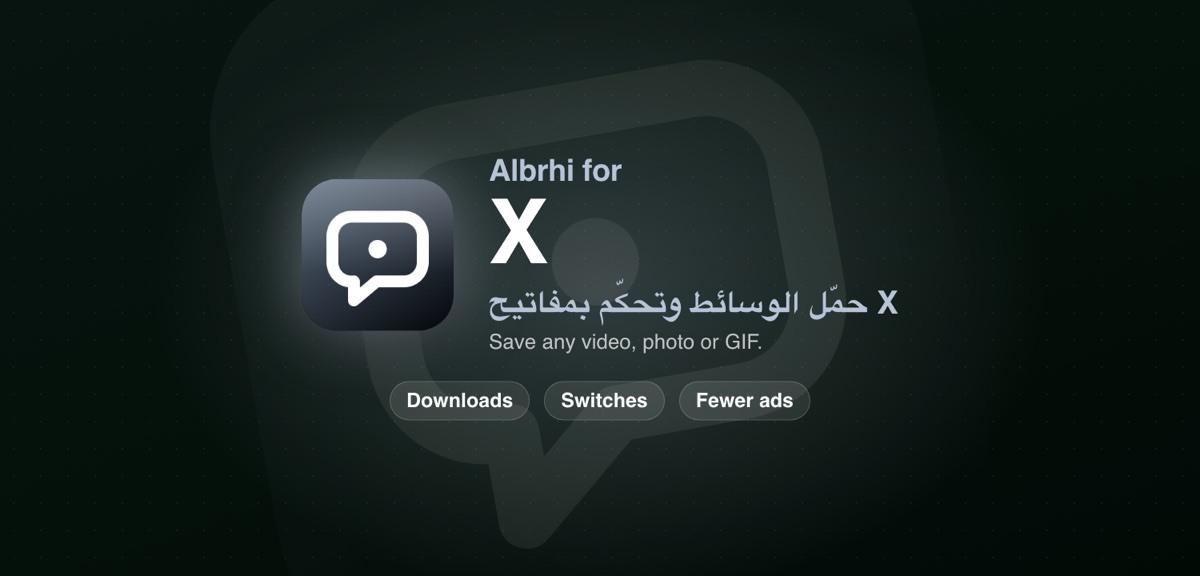 Albrhi for
X
حمّل الوسائط وتحكّم بمفاتيح X
Save any video, photo or GIF.
Downloads Switches Fewer ads